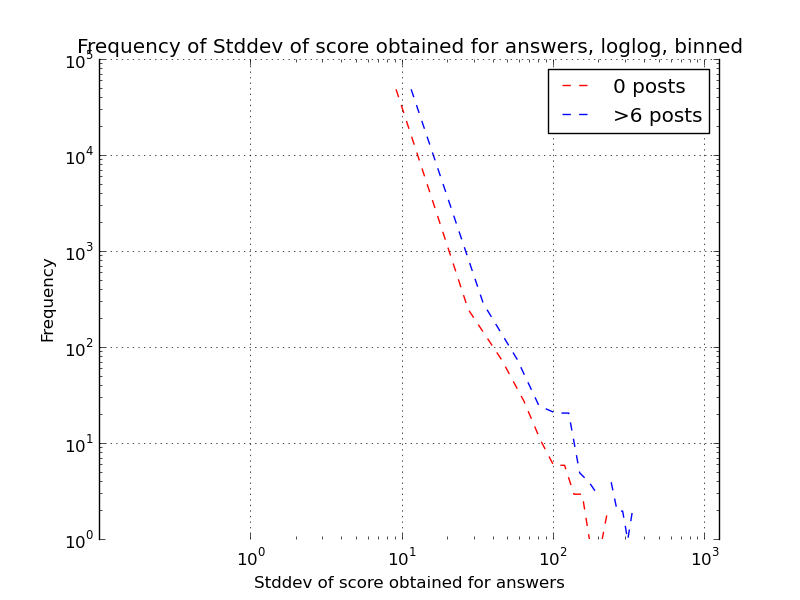 Frequency of Stddev of score obtained for answers, loglog, binned
0 posts
>6 posts
10^5
10^4
10^3
10^2
10^1
10^0
Frequency
10^0 10^1 10^2 10^3
Stddev of score obtained for answers